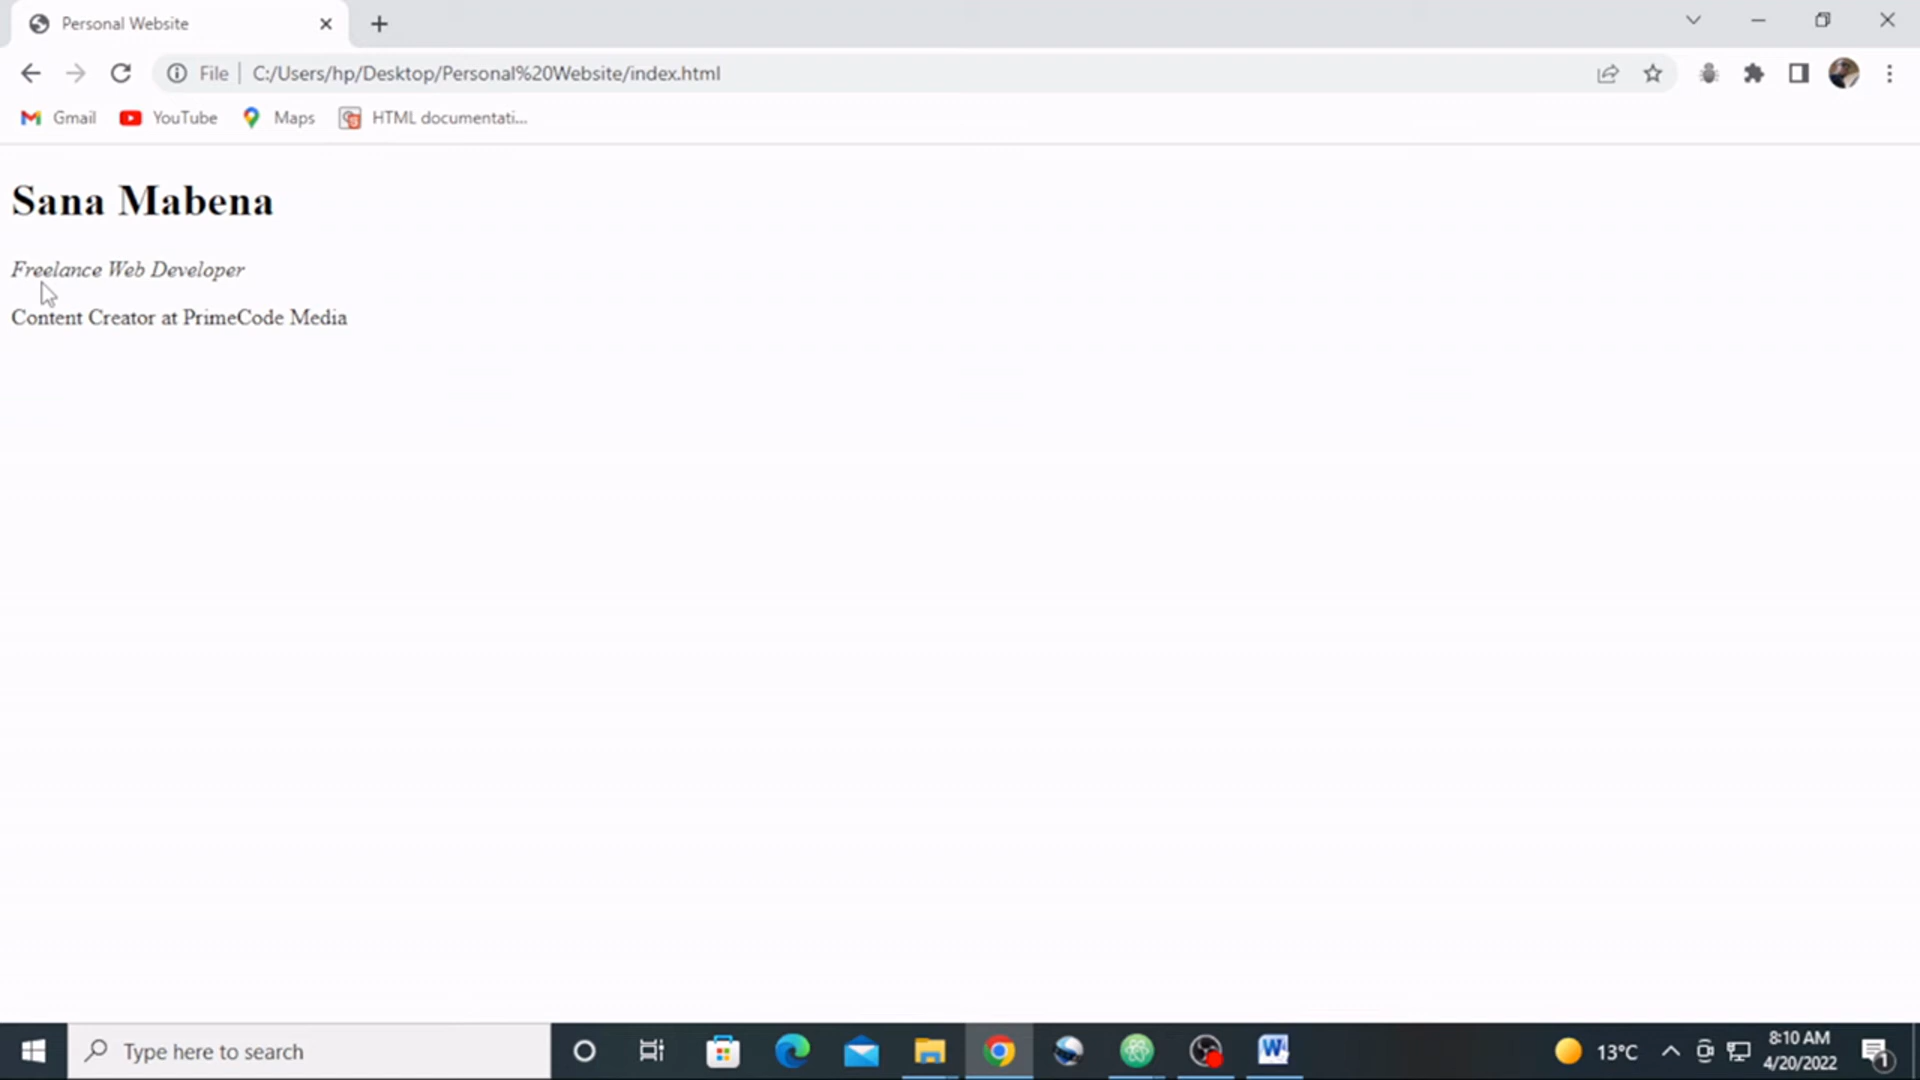 Personal Website
File
C:/Users/hp/Desktop/Personal%20Website/index.html
Gmail
YouTube
Maps
HTML documentati...
Sana Mabena
Freelance Web Developer
Content Creator at PrimeCode Media
Type here to search
W
13°C
8:10 AM
4/20/2022
1